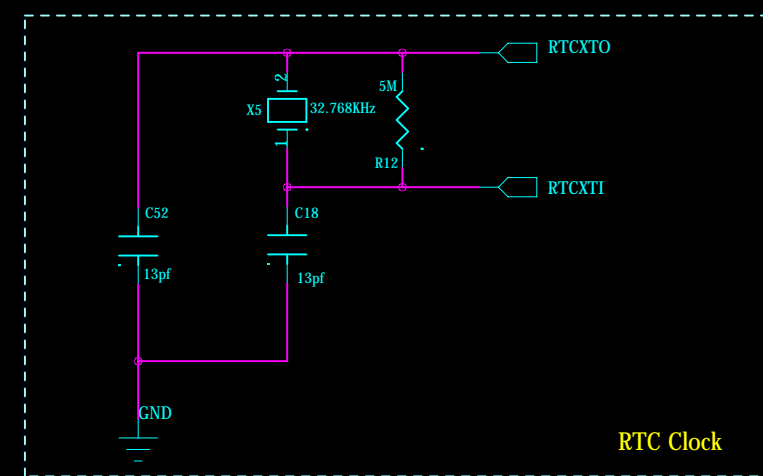 RTCXTO
2
5M
X5
32.768KHz
1
R12
RTCXTI
C52
C18
13pf
13pf
GND
RTC Clock